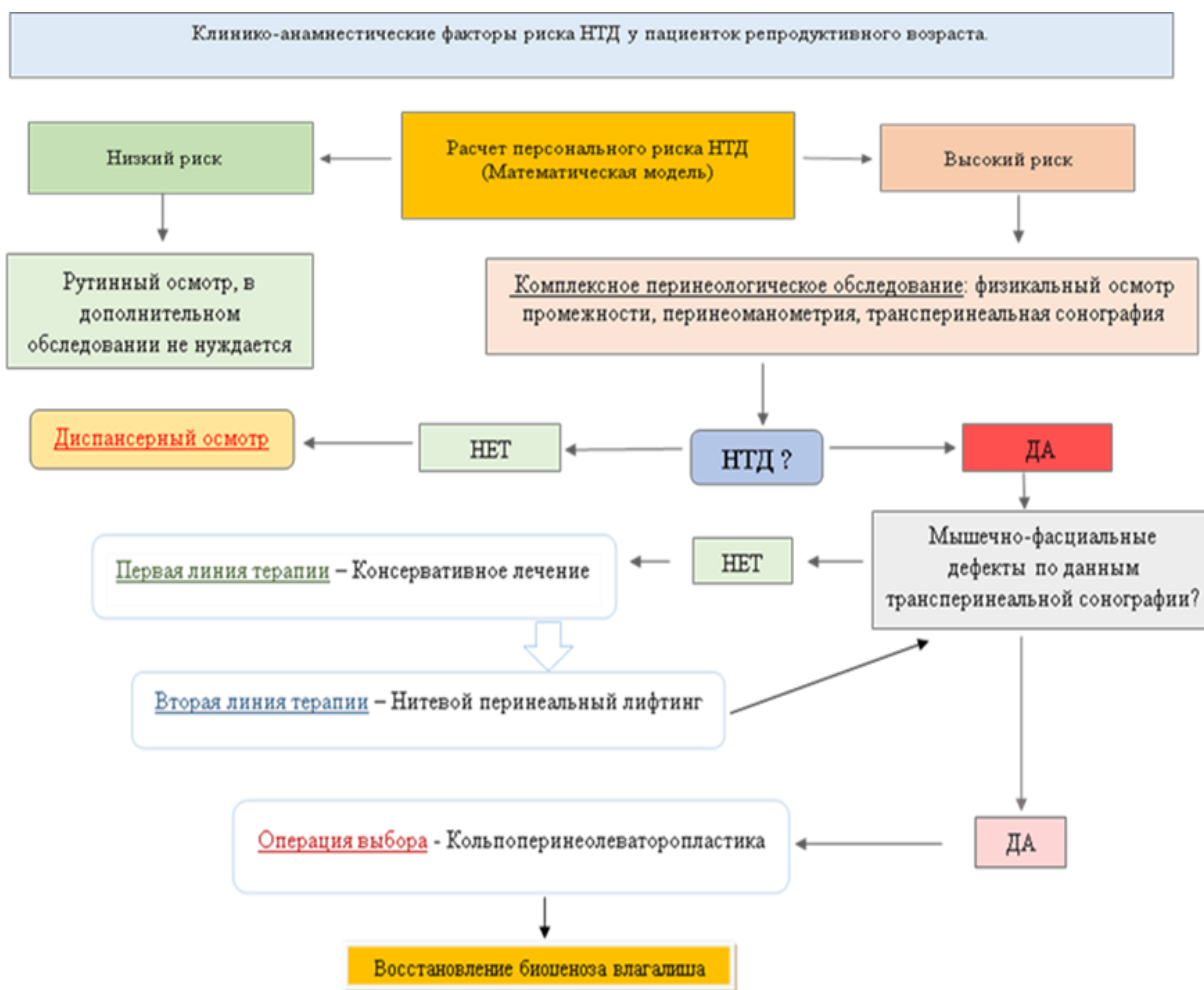 Клинико-анамнестические факторы риска НТД у пациенток репродуктивного возраста.
Низкий риск
Расчет персонального риска НТД
(Математическая модель)
Высокий риск
Рутинный осмотр, в
дополнительном
обследовании не нуждается
Комплексное перинеологическое обследование: физикальный осмотр
промежности, перинеоманометрия, трансперинеальная сонография
Диспансерный осмотр
НЕТ
НТД ?
ДА
Мышечно-фасциальные
дефекты по данным
трансперинеальной сонографии?
НЕТ
Первая линия терапии – Консервативное лечение
Вторая линия терапии – Нитевой перинеальный лифтинг
Операция выбора - Кольпоперинеолеваторопластика
ДА
Восстановление биоценоза влагалища